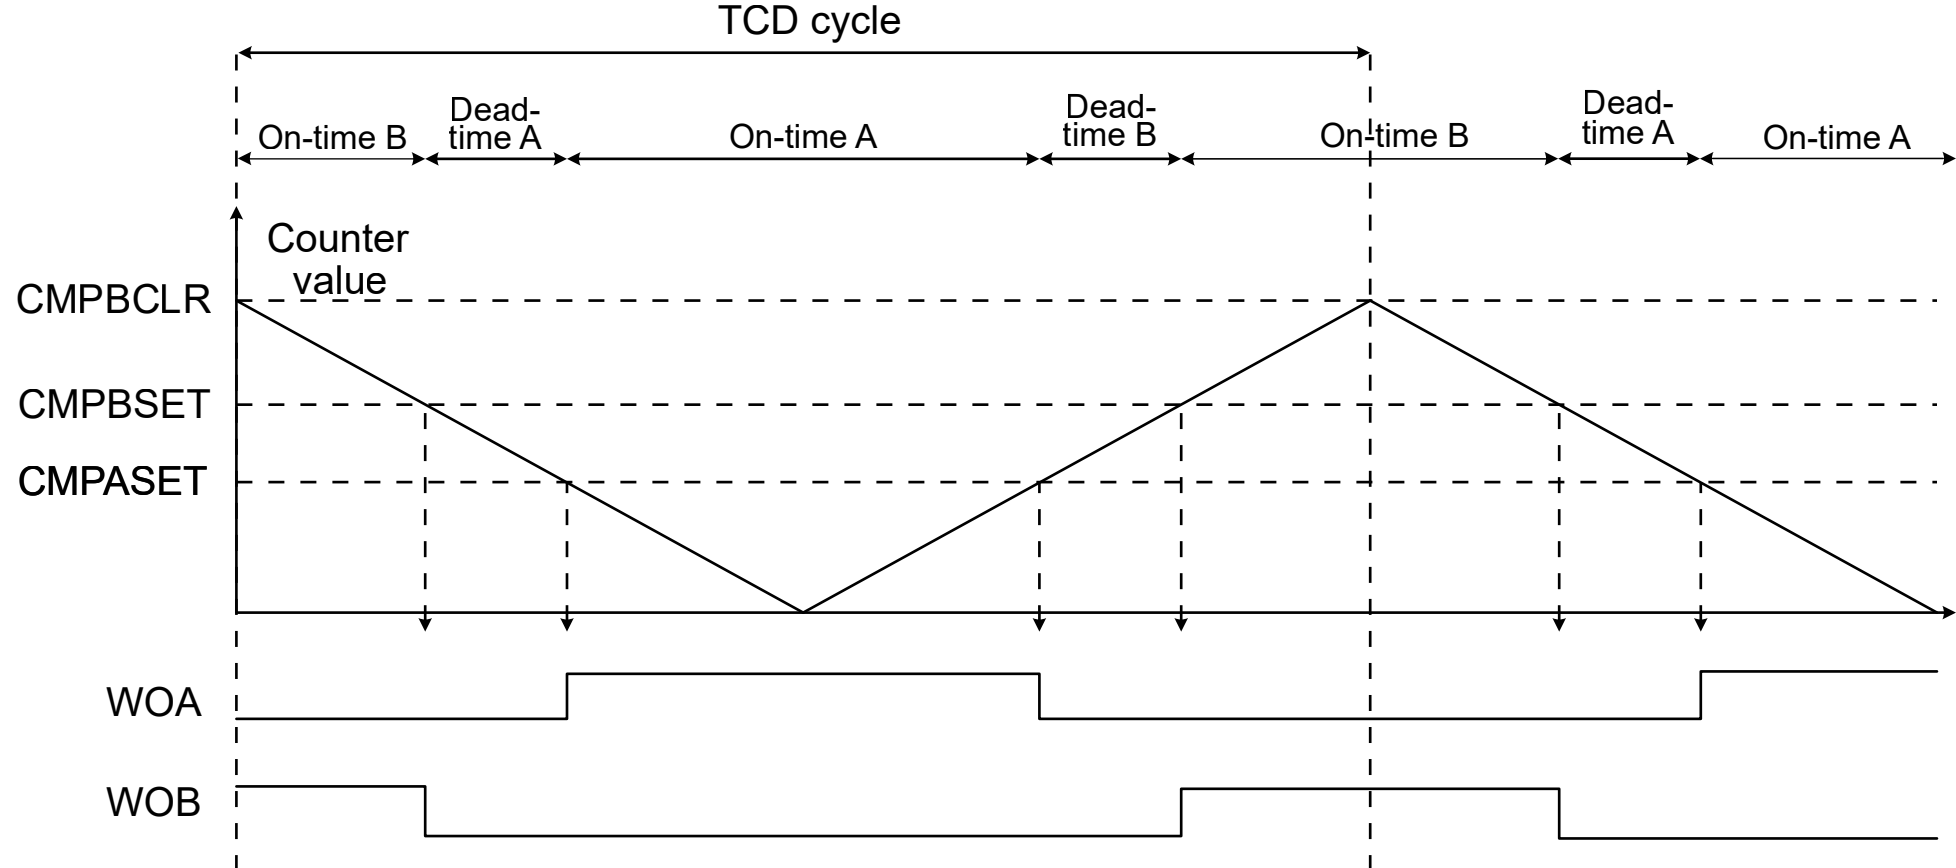 TCD cycle
On-time B
Dead-
time A
On-time A
Dead-
time B
On-time B
Dead-
time A
On-time A
Counter
value
CMPBCLR
CMPBSET
CMPASET
WOA
WOB